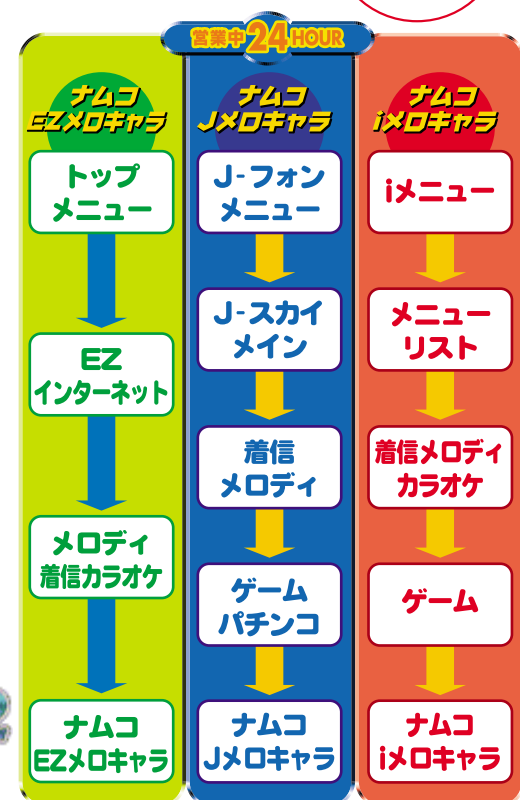 営業中24HOUR
ナムコ
EZメロキャラ
トップ
メニュー
EZ
インターネット
メロディ
着信カラオケ
ナムコ
EZメロキャラ
ナムコ
Jメロキャラ
J-フォン
メニュー
J-スカイ
メイン
着信
メロディ
ゲーム
パチンコ
ナムコ
Jメロキャラ
ナムコ
iメロキャラ
iメニュー
メニュー
リスト
着信メロディ
カラオケ
ゲーム
ナムコ
iメロキャラ